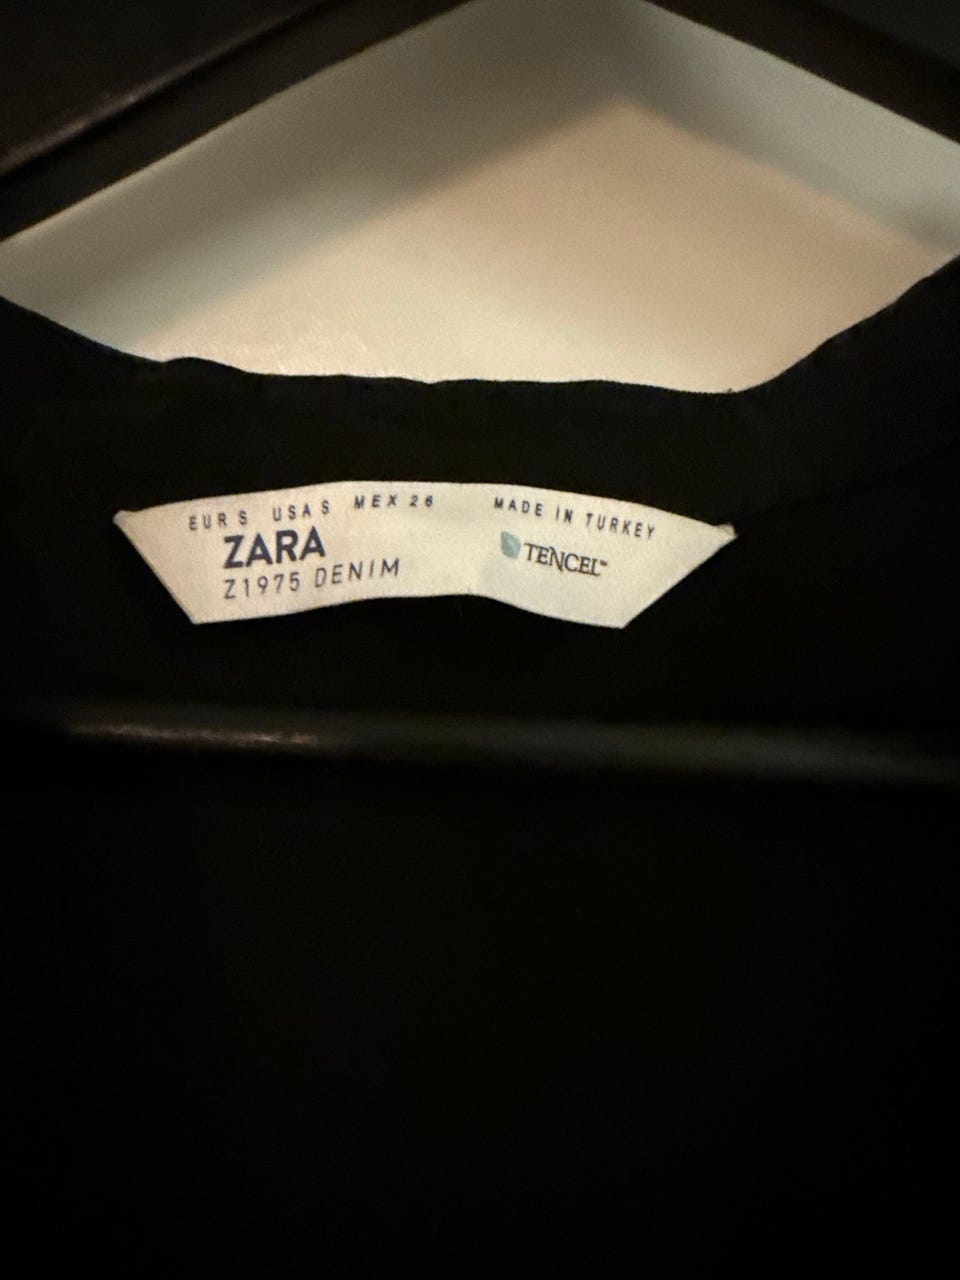 EUR S USA S MEX 26
ZARA
Z1975 DENIM
MADE IN TURKEY
TENCEL™